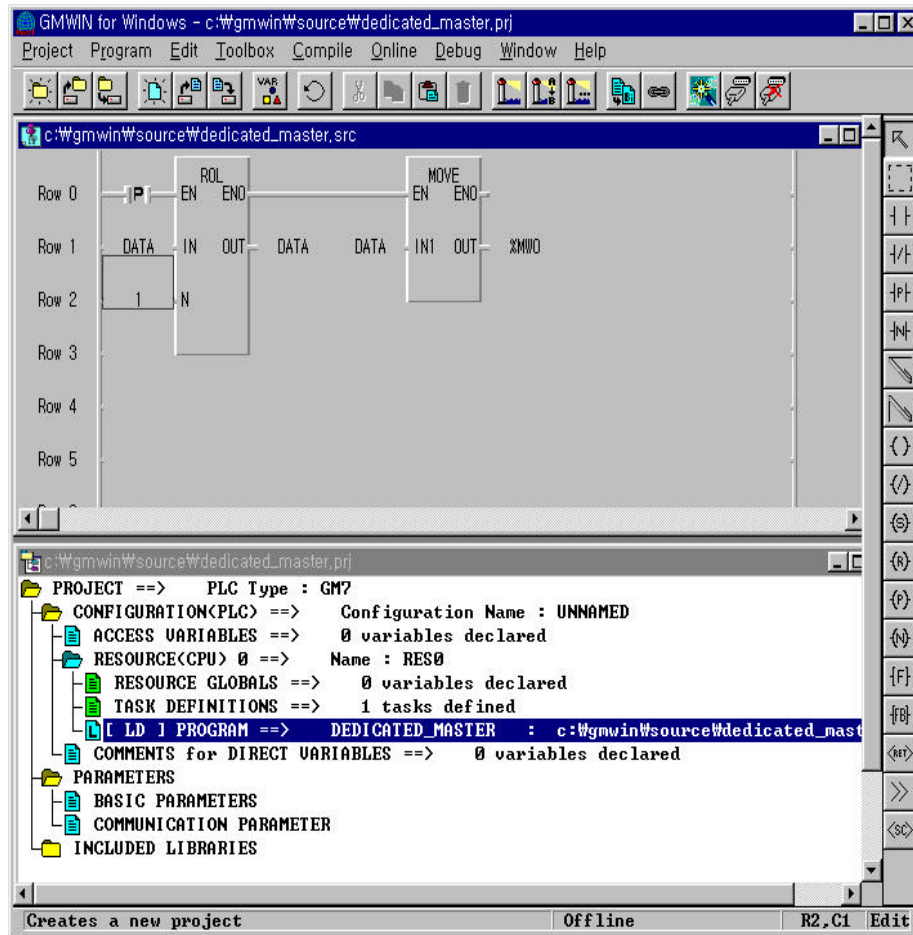 GMWIN for Windows - c:₩gmwin₩source₩dedicated_master,prj
Project Program Edit Toolbox Compile Online Debug Window Help
VAR
c:₩gmwin₩source₩dedicated_master,src
Row 0 P EN ROL ENO EN MOVE ENO
Row 1 DATA IN OUT DATA DATA IN1 OUT %MW0
Row 2 1 N
Row 3
Row 4
Row 5
c:₩gmwin₩source₩dedicated_master,prj
PROJECT ==> PLC Type : GM7
CONFIGURATION(PLC) ==> Configuration Name : UNNAMED
ACCESS VARIABLES ==> 0 variables declared
RESOURCE(CPU) 0 ==> Name : RES0
RESOURCE GLOBALS ==> 0 variables declared
TASK DEFINITIONS ==> 1 tasks defined
L [ LD ] PROGRAM ==> DEDICATED_MASTER : c:₩gmwin₩source₩dedicated_mast
COMMENTS for DIRECT VARIABLES ==> 0 variables declared
PARAMETERS
BASIC PARAMETERS
COMMUNICATION PARAMETER
INCLUDED LIBRARIES
P
N
(S)
(R)
(P)
(N)
{F}
{FB}
<RET>
>>
<SC>
Creates a new project Offline R2,C1 Edit